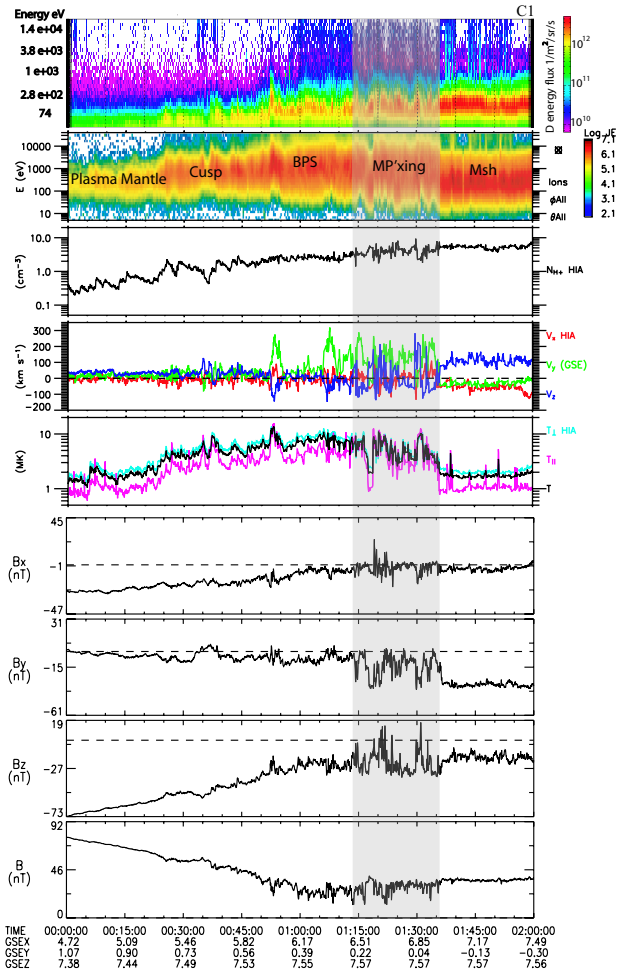 Energy eV
C1
1.4e+04
3.8e+03
1e+03
2.8e+02
74
D energy flux 1/m²/sr/s
10¹²
10¹¹
10¹⁰
E (eV)
10000
1000
100
10
Plasma Mantle
Cusp
BPS
MP'xing
Msh
Ions
φAll
θAll
Log JE
7.1
6.1
5.1
4.1
3.1
2.1
(cm⁻³)
10.0
1.0
0.1
N_H+ HIA
(km s⁻¹)
300
200
100
0
−100
−200
Vx HIA
Vy (GSE)
Vz
(MK)
10
1
T⊥ HIA
T||
T
Bx
(nT)
45
−1
−47
By
(nT)
31
−15
−61
Bz
(nT)
19
−27
−73
B
(nT)
92
46
0
TIME 00:00:00 00:15:00 00:30:00 00:45:00 01:00:00 01:15:00 01:30:00 01:45:00 02:00:00
GSEX 4.72 5.09 5.46 5.82 6.17 6.51 6.85 7.17 7.49
GSEY 1.07 0.90 0.73 0.56 0.39 0.22 0.04 −0.13 −0.30
GSEZ 7.38 7.44 7.49 7.53 7.55 7.57 7.57 7.57 7.56